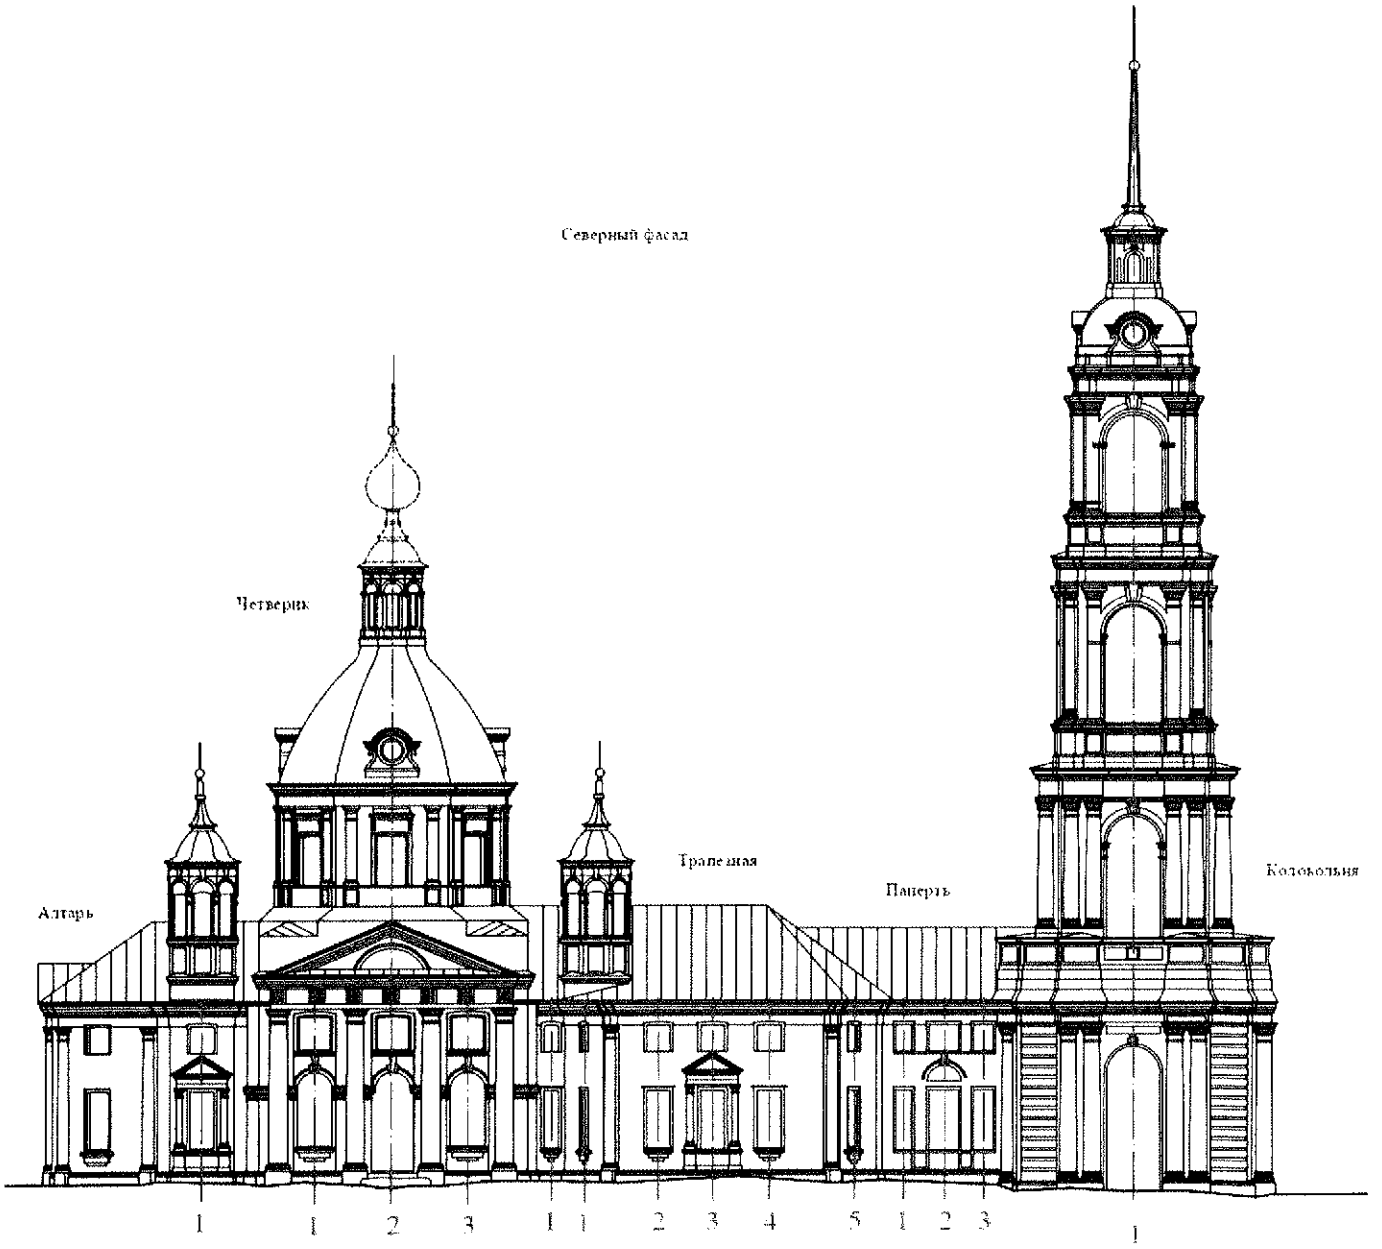 Северный фасад
Четверик
Трапезная
Колокольня
Паперть
Алтарь
1 1 2 3 1 1 2 3 4 5 1 2 3 1